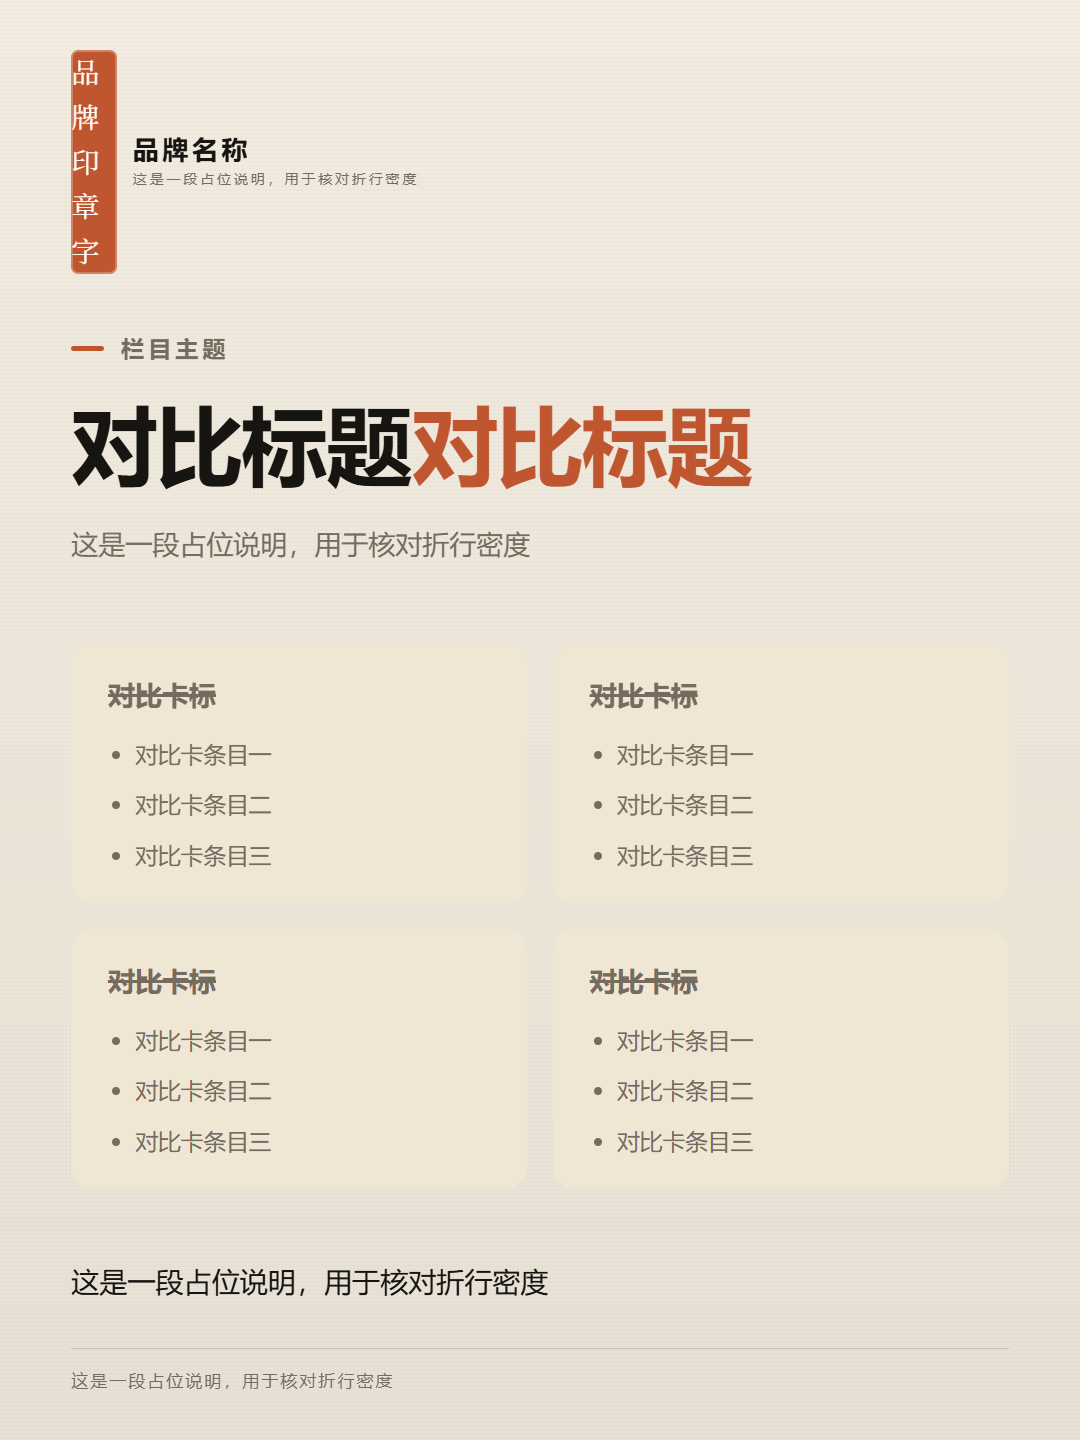 品牌印章字
品牌名称
这是一段占位说明，用于核对折行密度
栏目主题
对比标题对比标题
这是一段占位说明，用于核对折行密度
对比卡标
对比卡条目一
对比卡条目二
对比卡条目三
对比卡标
对比卡条目一
对比卡条目二
对比卡条目三
对比卡标
对比卡条目一
对比卡条目二
对比卡条目三
对比卡标
对比卡条目一
对比卡条目二
对比卡条目三
这是一段占位说明，用于核对折行密度
这是一段占位说明，用于核对折行密度